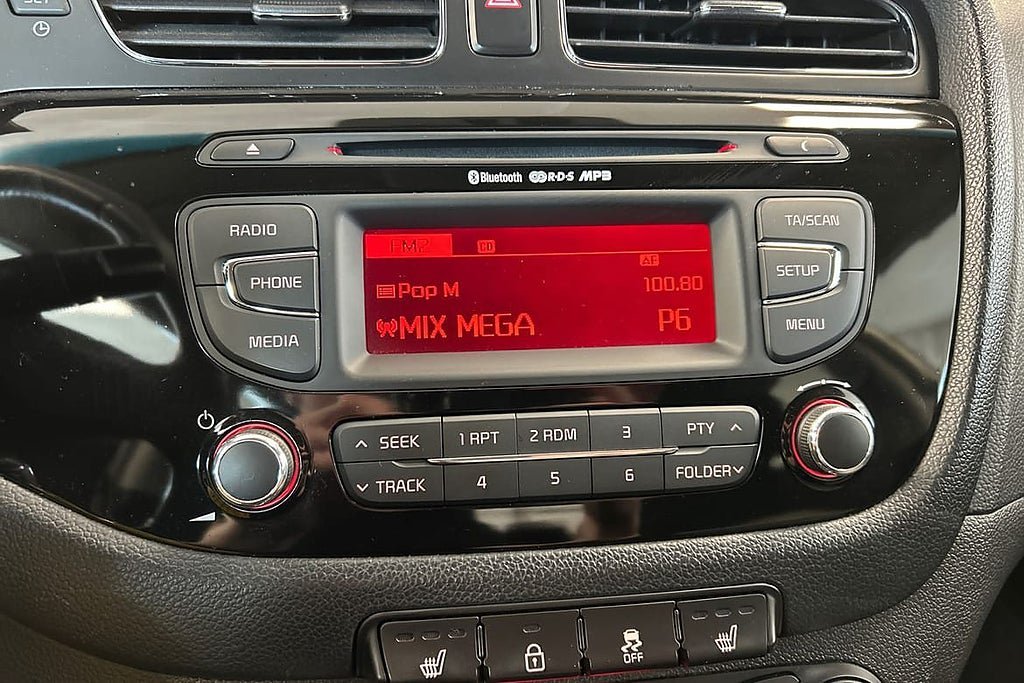 SET
Bluetooth R·D·S MP3
RADIO
PHONE
MEDIA
FM2 CD
AF
Pop M 100.80
MIX MEGA P6
TA/SCAN
SETUP
MENU
SEEK 1 RPT 2 RDM 3 PTY
TRACK 4 5 6 FOLDER
OFF